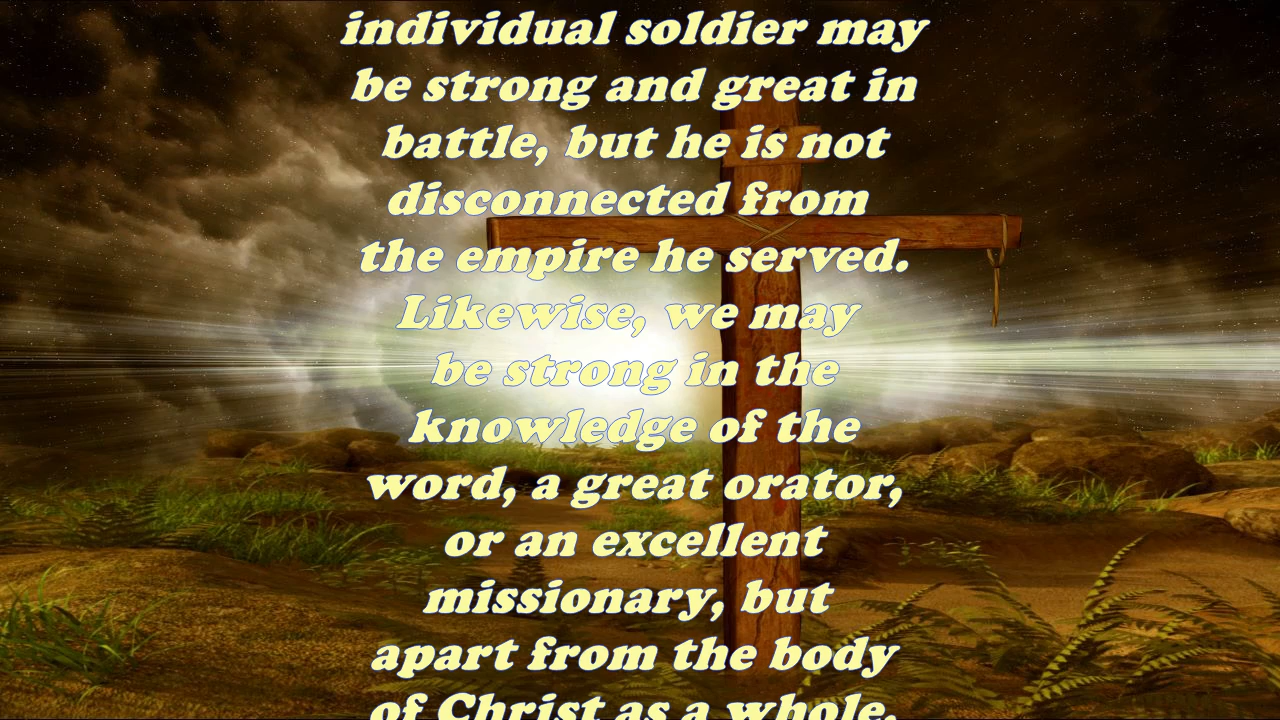 individual soldier may
be strong and great in
battle, but he is not
disconnected from
the empire he served.
Likewise, we may
be strong in the
knowledge of the
word, a great orator,
or an excellent
missionary, but
apart from the body
of Christ as a whole,